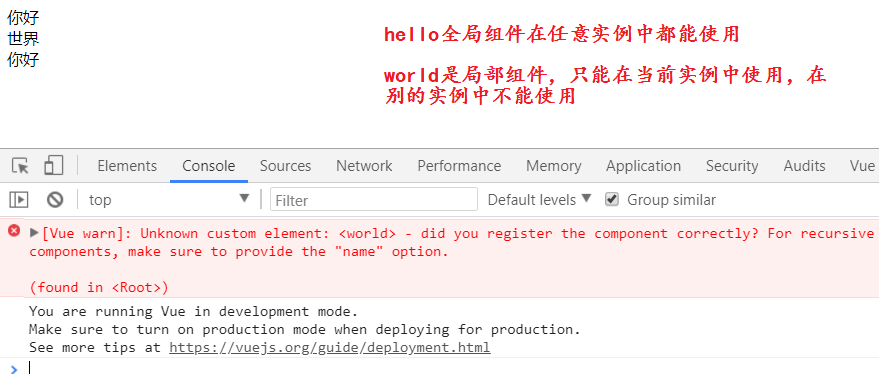 你好
世界
你好
hello全局组件在任意实例中都能使用
world是局部组件，只能在当前实例中使用，在
别的实例中不能使用
Elements Console Sources Network Performance Memory Application Security Audits Vue
top Filter Default levels Group similar
[Vue warn]: Unknown custom element: <world> - did you register the component correctly? For recursive
components, make sure to provide the "name" option.
(found in <Root>)
You are running Vue in development mode.
Make sure to turn on production mode when deploying for production.
See more tips at https://vuejs.org/guide/deployment.html